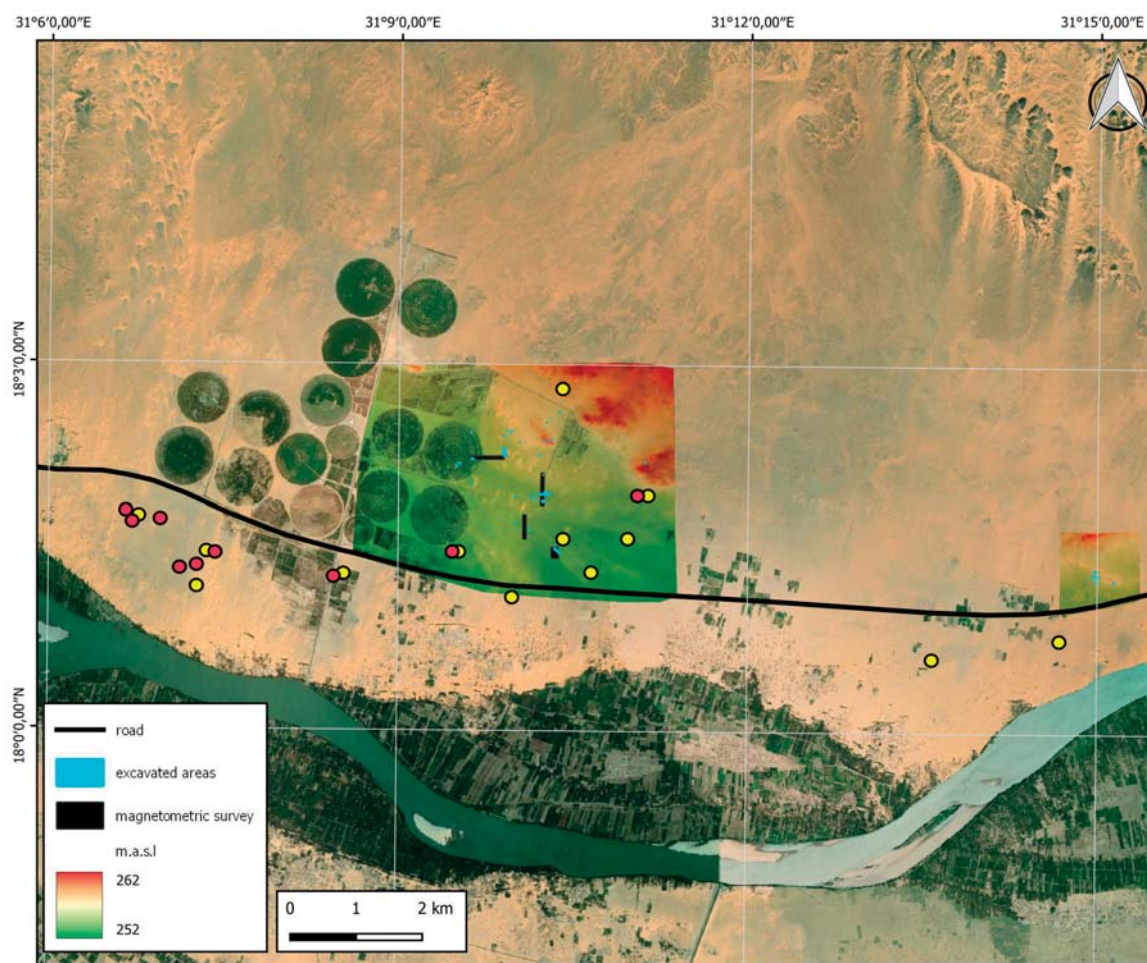 31°6′0,00″E 31°9′0,00″E 31°12′0,00″E 31°15′0,00″E
18°3′0,00″N
18°0′0,00″N
road
excavated areas
magnetometric survey
m.a.s.l
262
252
0 1 2 km